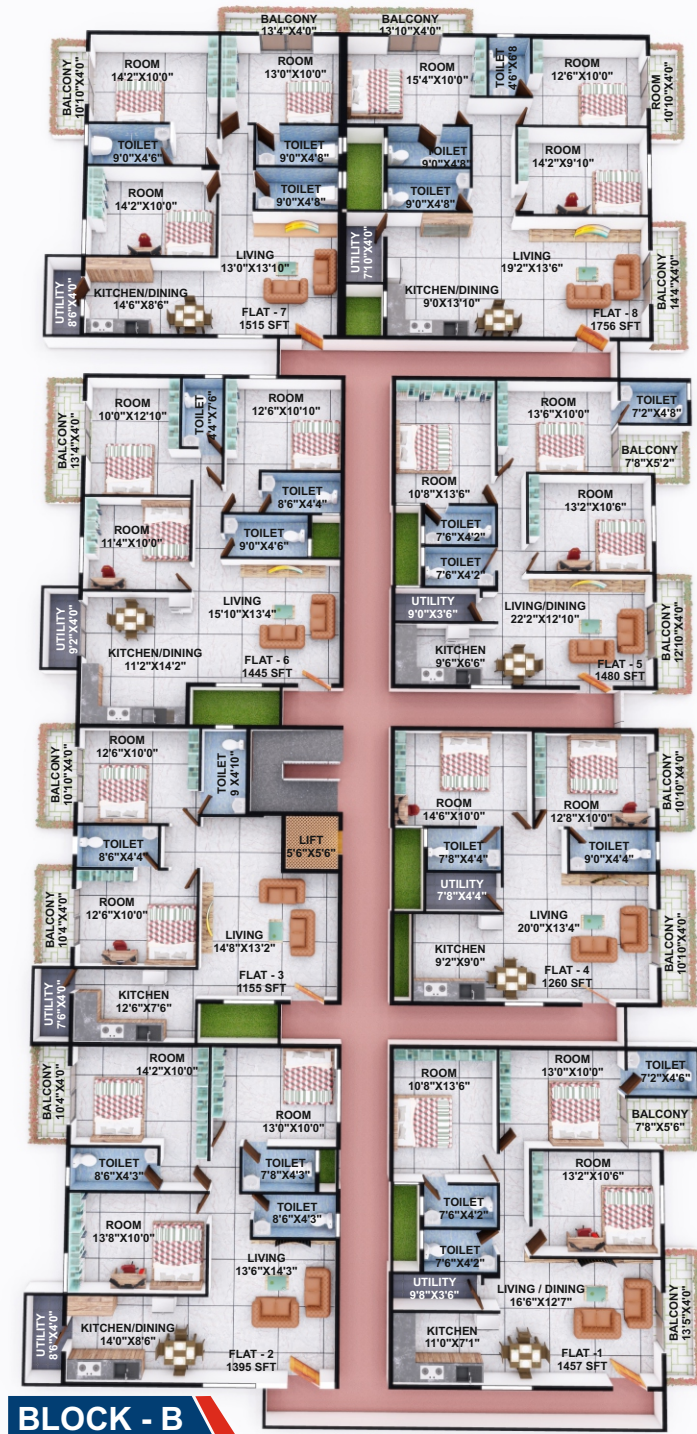 BALCONY
13'4"X4'0"
BALCONY
13'10"X4'0"
BALCONY
10'10"X4'0"
ROOM
14'2"X10'0"
ROOM
13'0"X10'0"
ROOM
15'4"X10'0"
TOILET
4'6"X6'8
ROOM
12'6"X10'0"
ROOM
10'10"X4'0"
TOILET
9'0"X4'6"
TOILET
9'0"X4'8"
TOILET
9'0"X4'8"
ROOM
14'2"X9'10"
ROOM
14'2"X10'0"
TOILET
9'0"X4'8"
TOILET
9'0"X4'8"
UTILITY
8'6"X4'0"
KITCHEN/DINING
14'6"X8'6"
LIVING
13'0"X13'10"
FLAT - 7
1515 SFT
UTILITY
7'10"X4'0"
KITCHEN/DINING
9'0X13'10"
LIVING
19'2"X13'6"
FLAT - 8
1756 SFT
BALCONY
14'4"X4'0"
BALCONY
13'4"X4'0"
ROOM
10'0"X12'10"
TOILET
4'4"X7'6"
ROOM
12'6"X10'10"
TOILET
8'6"X4'4"
ROOM
11'4"X10'0"
TOILET
9'0"X4'6"
UTILITY
9'2"X4'0"
LIVING
15'10"X13'4"
KITCHEN/DINING
11'2"X14'2"
FLAT - 6
1445 SFT
ROOM
10'8"X13'6"
ROOM
13'6"X10'0"
TOILET
7'2"X4'8"
BALCONY
7'8"X5'2"
ROOM
13'2"X10'6"
TOILET
7'6"X4'2"
TOILET
7'6"X4'2"
UTILITY
9'0"X3'6"
LIVING/DINING
22'2"X12'10"
KITCHEN
9'6"X6'6"
FLAT - 5
1480 SFT
BALCONY
12'10"X4'0"
BALCONY
10'10"X4'0"
ROOM
12'6"X10'0"
TOILET
9 X4'10"
LIFT
5'6"X5'6"
TOILET
8'6"X4'4"
BALCONY
10'4"X4'0"
ROOM
12'6"X10'0"
LIVING
14'8"X13'2"
FLAT - 3
1155 SFT
UTILITY
7'6"X4'0"
KITCHEN
12'6"X7'6"
ROOM
14'6"X10'0"
ROOM
12'8"X10'0"
BALCONY
10'10"X4'0"
TOILET
7'8"X4'4"
TOILET
9'0"X4'4"
UTILITY
7'8"X4'4"
LIVING
20'0"X13'4"
KITCHEN
9'2"X9'0"
FLAT - 4
1260 SFT
BALCONY
10'10"X4'0"
BALCONY
10'4"X4'0"
ROOM
14'2"X10'0"
ROOM
13'0"X10'0"
TOILET
8'6"X4'3"
TOILET
7'8"X4'3"
TOILET
8'6"X4'3"
ROOM
13'8"X10'0"
LIVING
13'6"X14'3"
UTILITY
8'6"X4'0"
KITCHEN/DINING
14'0"X8'6"
FLAT - 2
1395 SFT
ROOM
10'8"X13'6"
ROOM
13'0"X10'0"
TOILET
7'2"X4'6"
BALCONY
7'8"X5'6"
ROOM
13'2"X10'6"
TOILET
7'6"X4'2"
TOILET
7'6"X4'2"
UTILITY
9'8"X3'6"
LIVING / DINING
16'6"X12'7"
KITCHEN
11'0"X7'1"
FLAT -1
1457 SFT
BALCONY
13'5"X4'0"
BLOCK - B